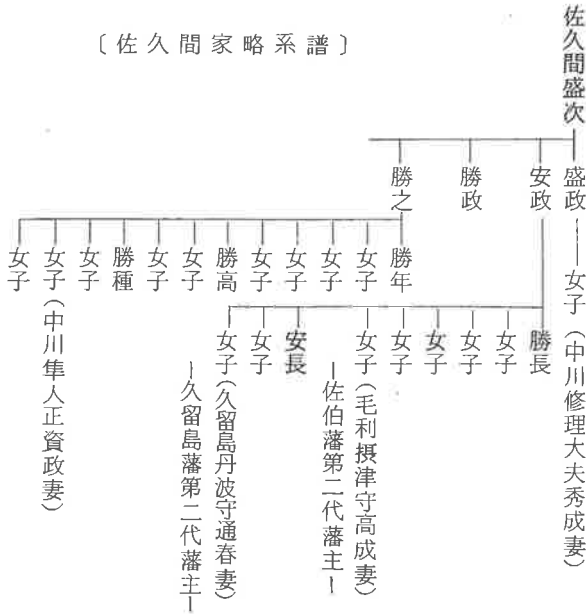 〔佐久間家略系譜〕
佐久間盛次
盛政
女子(中川修理大夫秀成妻)
安政
勝政
勝之
勝長
女子
女子
女子
女子
女子(毛利摂津守高成妻)
ー佐伯藩第二代藩主ー
安長
女子
女子(久留島丹波守通春妻)
ー久留島藩第二代藩主ー
勝年
女子
女子
女子
女子
勝高
女子
女子
勝種
女子
女子(中川隼人正資政妻)
女子